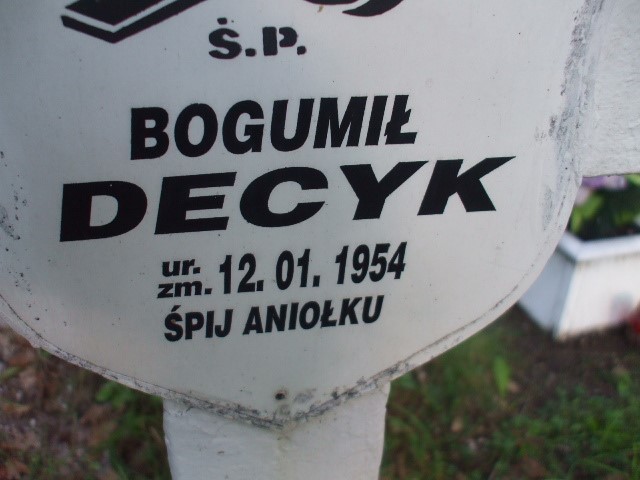 Ś.P.
BOGUMIŁ
DECYK
ur.
zm. 12. 01. 1954
ŚPIJ ANIOŁKU